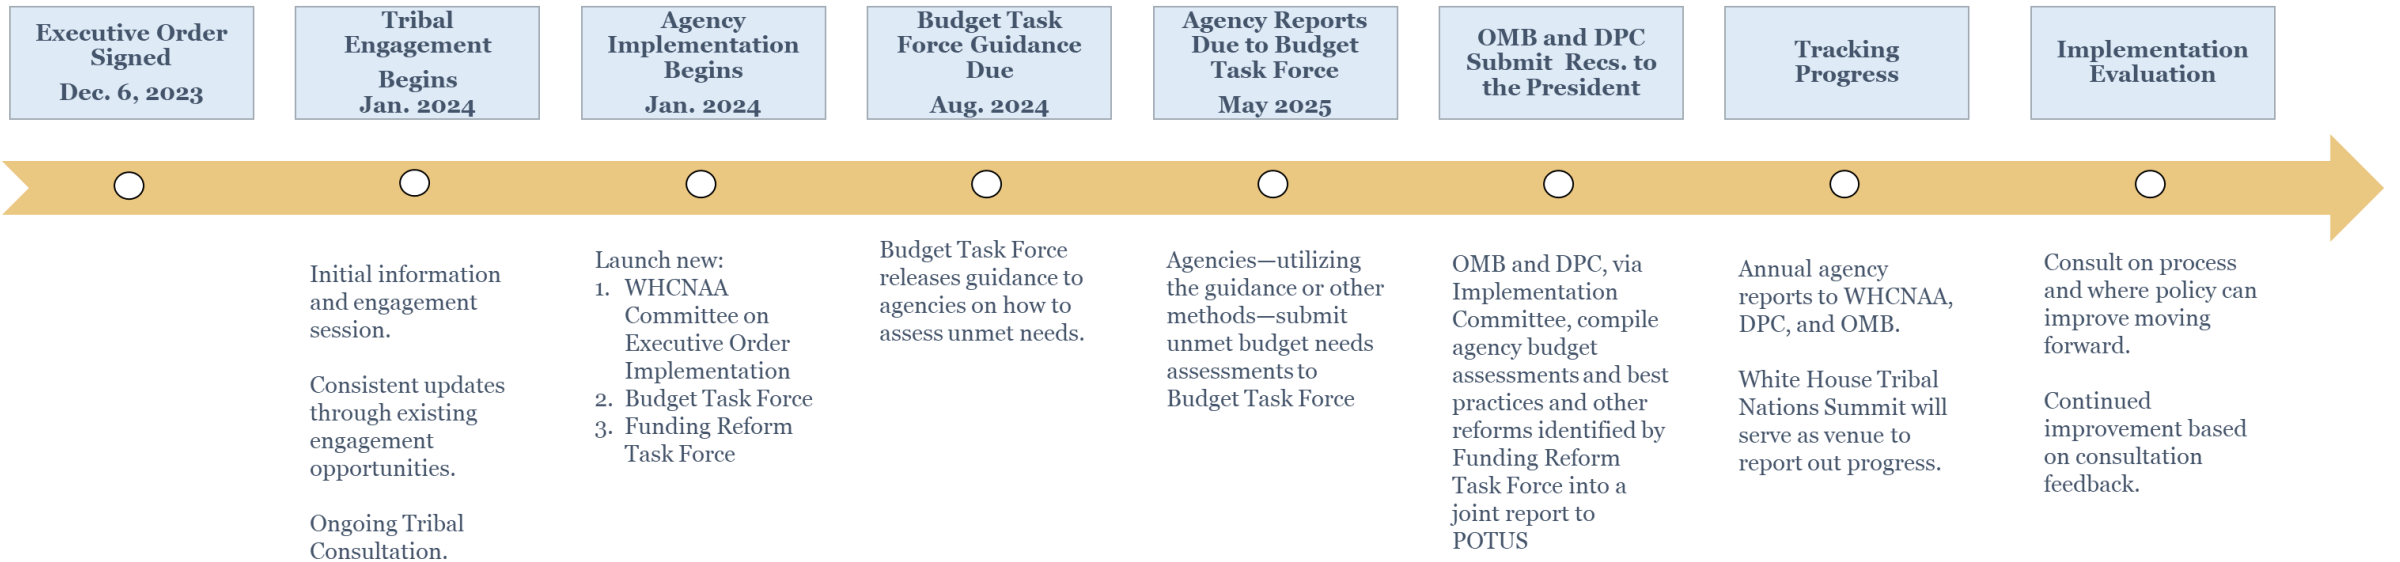 Executive Order
Signed
Dec. 6, 2023
Tribal
Engagement
Begins
Jan. 2024
Agency
Implementation
Begins
Jan. 2024
Budget Task
Force Guidance
Due
Aug. 2024
Agency Reports
Due to Budget
Task Force
May 2025
OMB and DPC
Submit Recs. to
the President
Tracking
Progress
Implementation
Evaluation
Initial information
and engagement
session.
Consistent updates
through existing
engagement
opportunities.
Ongoing Tribal
Consultation.
Launch new:
1. WHCNAA
Committee on
Executive Order
Implementation
2. Budget Task Force
3. Funding Reform
Task Force
Budget Task Force
releases guidance to
agencies on how to
assess unmet needs.
Agencies—utilizing
the guidance or other
methods—submit
unmet budget needs
assessments to
Budget Task Force
OMB and DPC, via
Implementation
Committee, compile
agency budget
assessments and best
practices and other
reforms identified by
Funding Reform
Task Force into a
joint report to
POTUS
Annual agency
reports to WHCNAA,
DPC, and OMB.
White House Tribal
Nations Summit will
serve as venue to
report out progress.
Consult on process
and where policy can
improve moving
forward.
Continued
improvement based
on consultation
feedback.